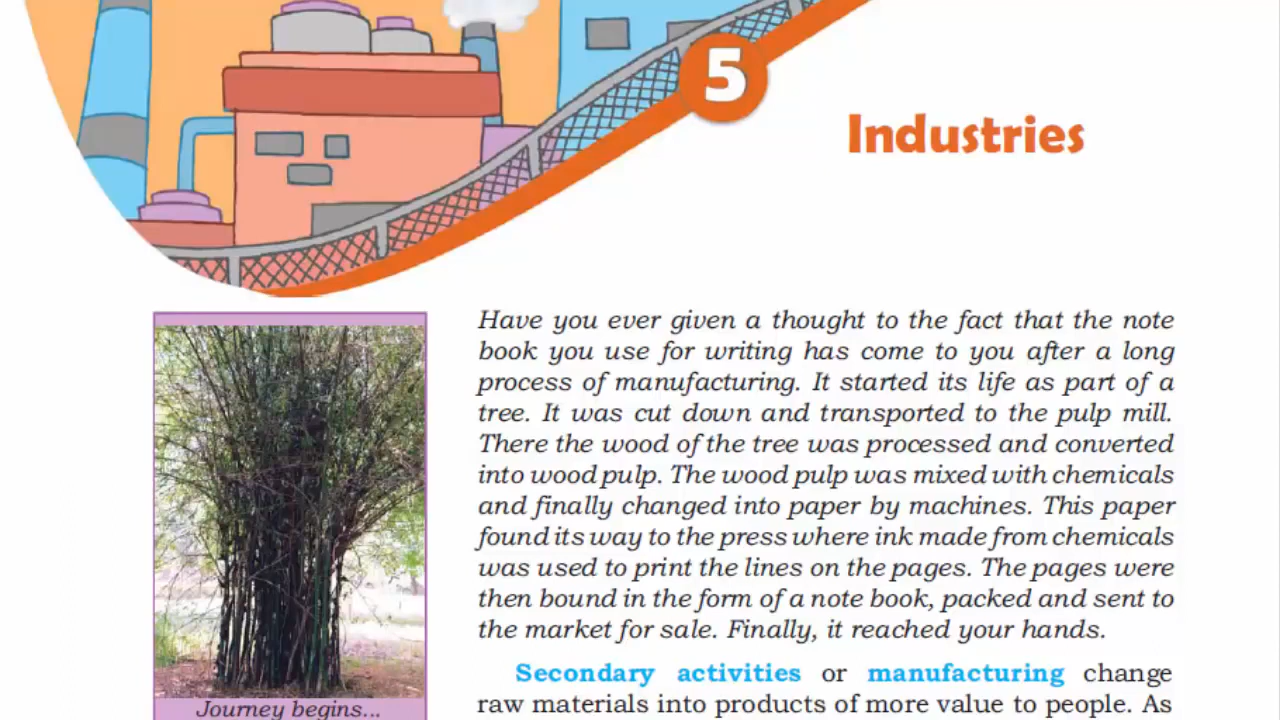 5
Industries
Have you ever given a thought to the fact that the note
book you use for writing has come to you after a long
process of manufacturing. It started its life as part of a
tree. It was cut down and transported to the pulp mill.
There the wood of the tree was processed and converted
into wood pulp. The wood pulp was mixed with chemicals
and finally changed into paper by machines. This paper
found its way to the press where ink made from chemicals
was used to print the lines on the pages. The pages were
then bound in the form of a note book, packed and sent to
the market for sale. Finally, it reached your hands.
Secondary activities or manufacturing change
raw materials into products of more value to people. As
Journey begins...